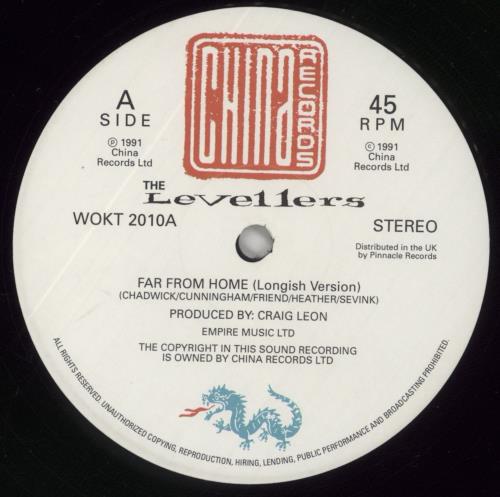 CHINA
RECORDS
A
SIDE
45
RPM
℗ 1991
China
Records Ltd
© 1991
China
Records Ltd
THE
Levellers
WOKT 2010A
STEREO
Distributed in the UK
by Pinnacle Records
FAR FROM HOME (Longish Version)
(CHADWICK/CUNNINGHAM/FRIEND/HEATHER/SEVINK)
PRODUCED BY: CRAIG LEON
EMPIRE MUSIC LTD
THE COPYRIGHT IN THIS SOUND RECORDING
IS OWNED BY CHINA RECORDS LTD
ALL RIGHTS RESERVED. UNAUTHORIZED COPYING, REPRODUCTION, HIRING, LENDING, PUBLIC PERFORMANCE AND BROADCASTING PROHIBITED.